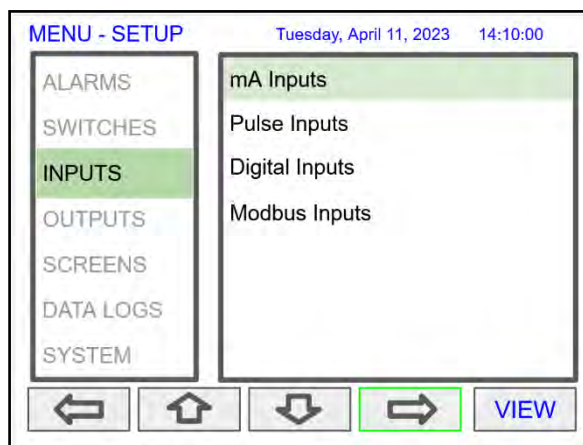 MENU - SETUP
Tuesday, April 11, 2023 14:10:00
ALARMS
SWITCHES
INPUTS
OUTPUTS
SCREENS
DATA LOGS
SYSTEM
mA Inputs
Pulse Inputs
Digital Inputs
Modbus Inputs
VIEW